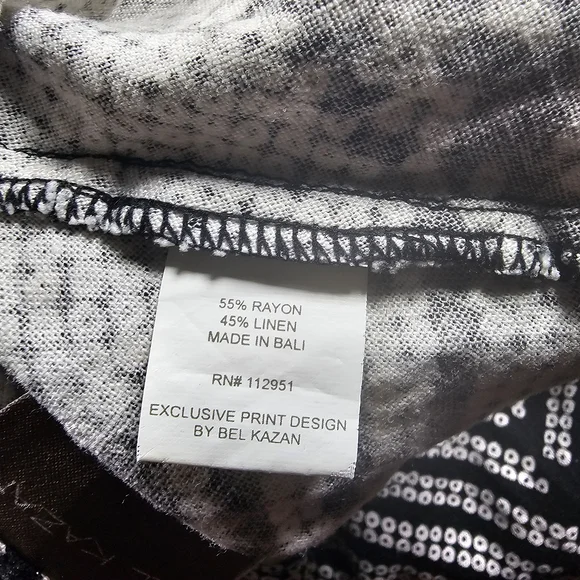 55% RAYON
45% LINEN
MADE IN BALI
RN# 112951
EXCLUSIVE PRINT DESIGN
BY BEL KAZAN